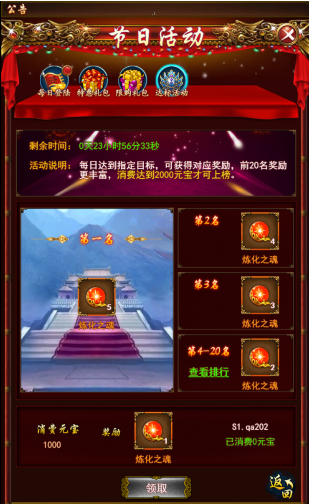 公告
节日活动
每日登陆 特惠礼包 限购礼包 达标活动
剩余时间： 0天23小时56分33秒
活动说明： 每日达到指定目标，可获得对应奖励，前20名奖励
更丰富，消费达到2000元宝才可上榜.
第一名
5
炼化之魂
第2名
4
炼化之魂
第3名
3
炼化之魂
第4-20名
查看排行
2
炼化之魂
消费元宝
1000
奖励
1
炼化之魂
S1.qa202
已消费0元宝
领取
返回